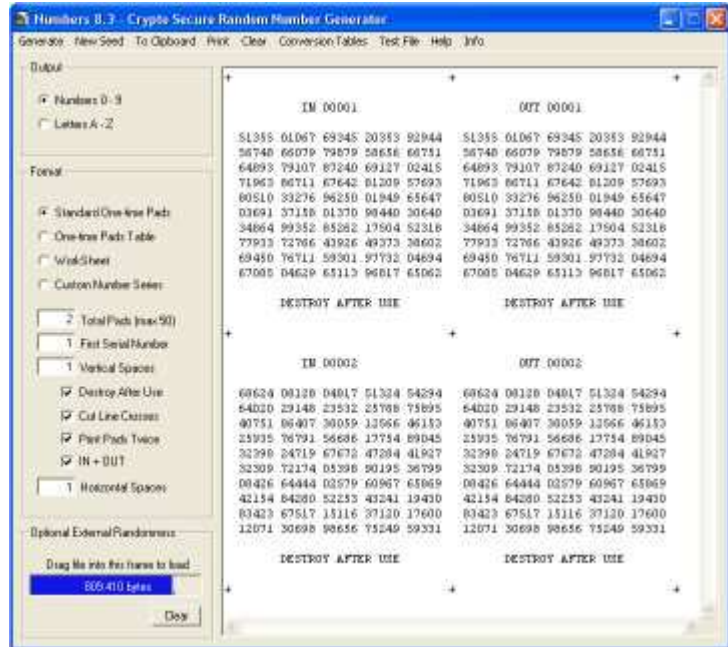 Numbers 8.3 - Crypto Secure Random Number Generator
Generate New Seed To Clipboard Print Clear Conversion Tables Test File Help Info
Output
Numbers 0 - 9
Letters A - Z
Format
Standard One-time Pads
One-time Pads Table
WorkSheet
Custom Number Series
2 Total Pads (max 50)
1 First Serial Number
1 Vertical Spaces
Destroy After Use
Cut Line Crosses
Print Pads Twice
IN + OUT
1 Horizontal Spaces
Optional External Randomness
Drag file into this frame to load
809.410 bytes
Clear
+ + +
IN 00001 OUT 00001
51355 01067 69345 20353 92944 51355 01067 69345 20353 92944
56748 66079 79879 58656 66751 56748 66079 79879 58656 66751
64893 79107 87240 69127 02415 64893 79107 87240 69127 02415
71963 86711 67642 81209 57693 71963 86711 67642 81209 57693
80510 33276 96250 01949 65647 80510 33276 96250 01949 65647
03691 37158 01370 98440 30640 03691 37158 01370 98440 30640
34864 99352 85262 17904 52318 34864 99352 85262 17904 52318
77933 72766 43926 49373 38602 77933 72766 43926 49373 38602
69450 76711 59301 97732 04694 69450 76711 59301 97732 04694
67085 04629 65113 96817 65062 67085 04629 65113 96817 65062
DESTROY AFTER USE DESTROY AFTER USE
+ + +
IN 00002 OUT 00002
68624 08128 04817 51324 54294 68624 08128 04817 51324 54294
64020 29148 23532 25788 75895 64020 29148 23532 25788 75895
40751 86407 30059 12566 46153 40751 86407 30059 12566 46153
25935 76791 56686 17754 89045 25935 76791 56686 17754 89045
32398 24719 67672 47284 41927 32398 24719 67672 47284 41927
32309 72174 05398 90195 36799 32309 72174 05398 90195 36799
08426 64444 02579 60967 65869 08426 64444 02579 60967 65869
42154 84280 52253 43241 19430 42154 84280 52253 43241 19430
83423 67517 15116 37120 17600 83423 67517 15116 37120 17600
12071 30698 98656 75249 59331 12071 30698 98656 75249 59331
DESTROY AFTER USE DESTROY AFTER USE
+ + +